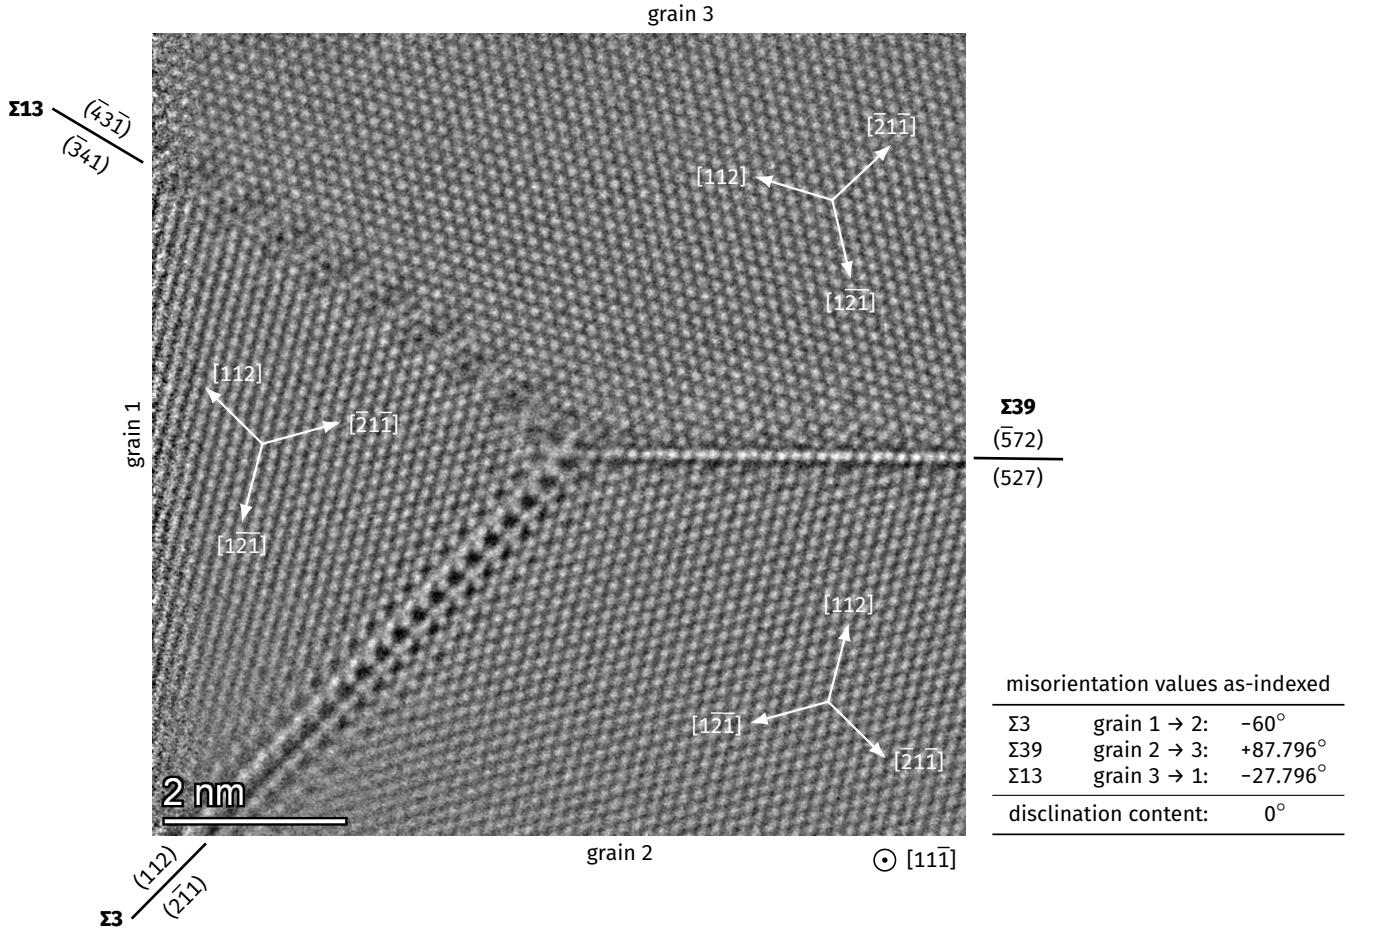 grain 3
Σ13
(4̅31̅)
(3̅41)
[2̅11̅]
[112]
[12̅1̅]
[112]
[2̅11̅]
[12̅1̅]
grain 1
Σ39
(5̅72)
(527)
[112]
[12̅1̅]
[2̅11̅]
misorientation values as-indexed
Σ3 grain 1 → 2: −60°
Σ39 grain 2 → 3: +87.796°
Σ13 grain 3 → 1: −27.796°
disclination content: 0°
2 nm
grain 2
[111̅]
(112)
(21̅1̅)
Σ3